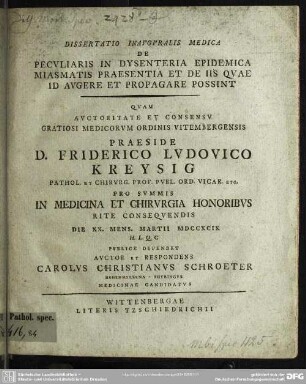 2928
DISSERTATIO INAVGVRALIS MEDICA
DE
PECVLIARIS IN DYSENTERIA EPIDEMICA
MIASMATIS PRAESENTIA ET DE IIS QVAE
ID AVGERE ET PROPAGARE POSSINT
QVAM
AVCTORITATE ET CONSENSV
GRATIOSI MEDICORVM ORDINIS VITEMBERGENSIS
PRAESIDE
D. FRIDERICO LVDOVICO
KREYSIG
PATHOL. ET CHIRVRG. PROF. PVBL. ORD. VICAR. ETC.
PRO SVMMIS
IN MEDICINA ET CHIRVRGIA HONORIBVS
RITE CONSEQVENDIS
DIE XX. MENS. MARTII MDCCXCIX
H. L. Q. C
PVBLICE DEFENDET
AVCTOR ET RESPONDENS
CAROLVS CHRISTIANVS SCHROETER
THVRINGVS
MEDICINAE CANDIDATVS
WITTENBERGAE
LITERIS TZSCHIEDRICHII
Pathol. spec.